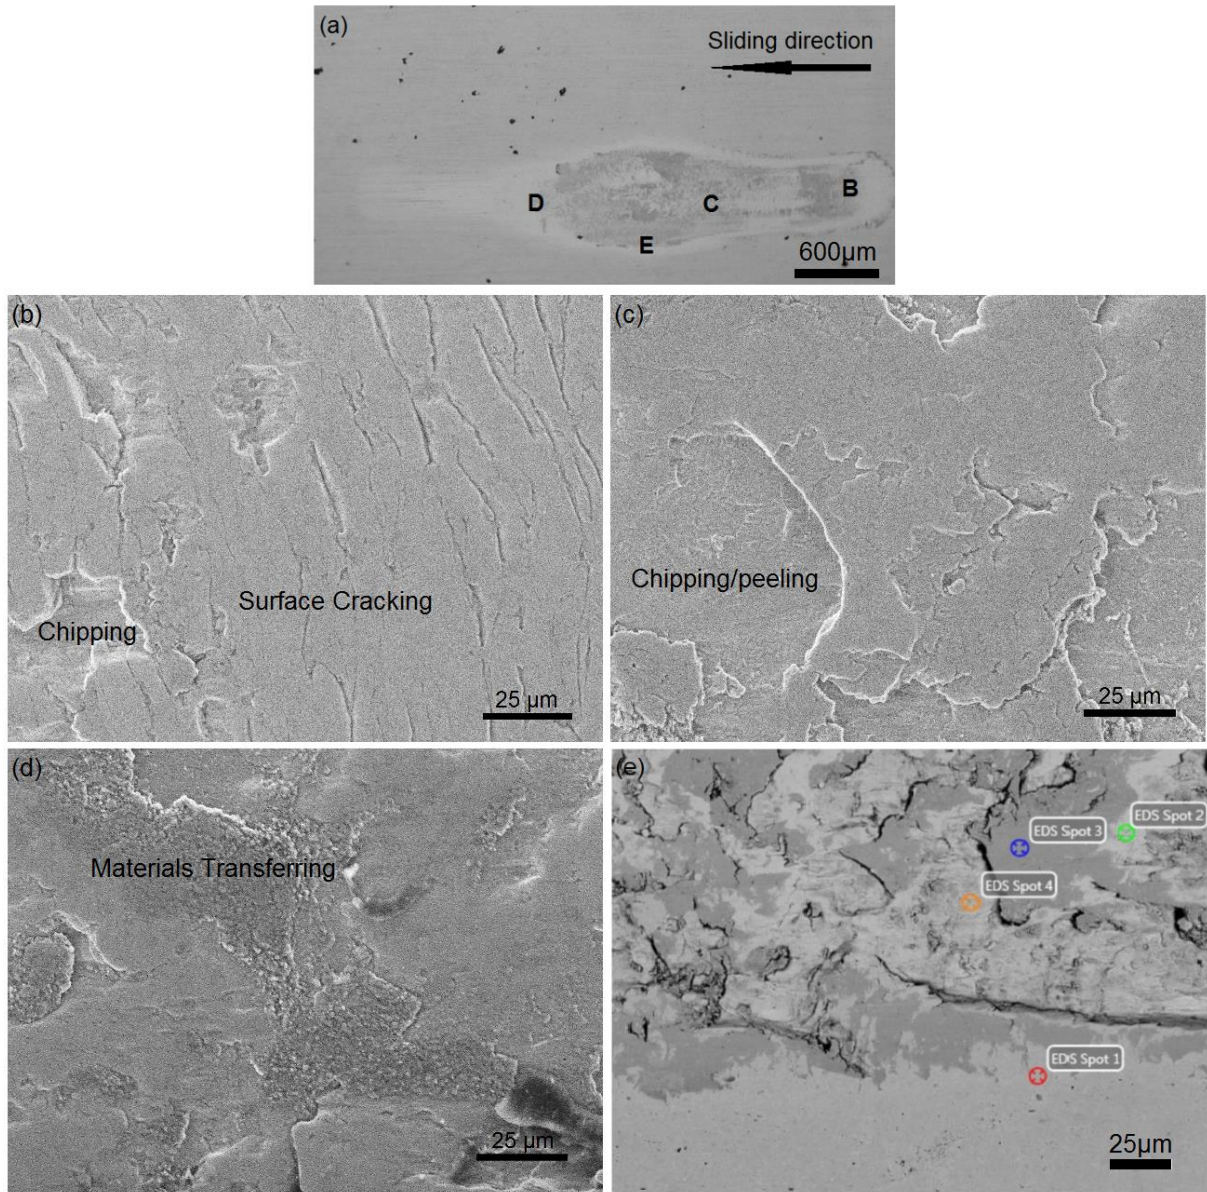 (a)
Sliding direction
B
D
C
E
600μm
(b)
Surface Cracking
Chipping
25 μm
(c)
Chipping/peeling
25 μm
(d)
Materials Transferring
25 μm
(e)
EDS Spot 2
EDS Spot 3
EDS Spot 4
EDS Spot 1
25μm